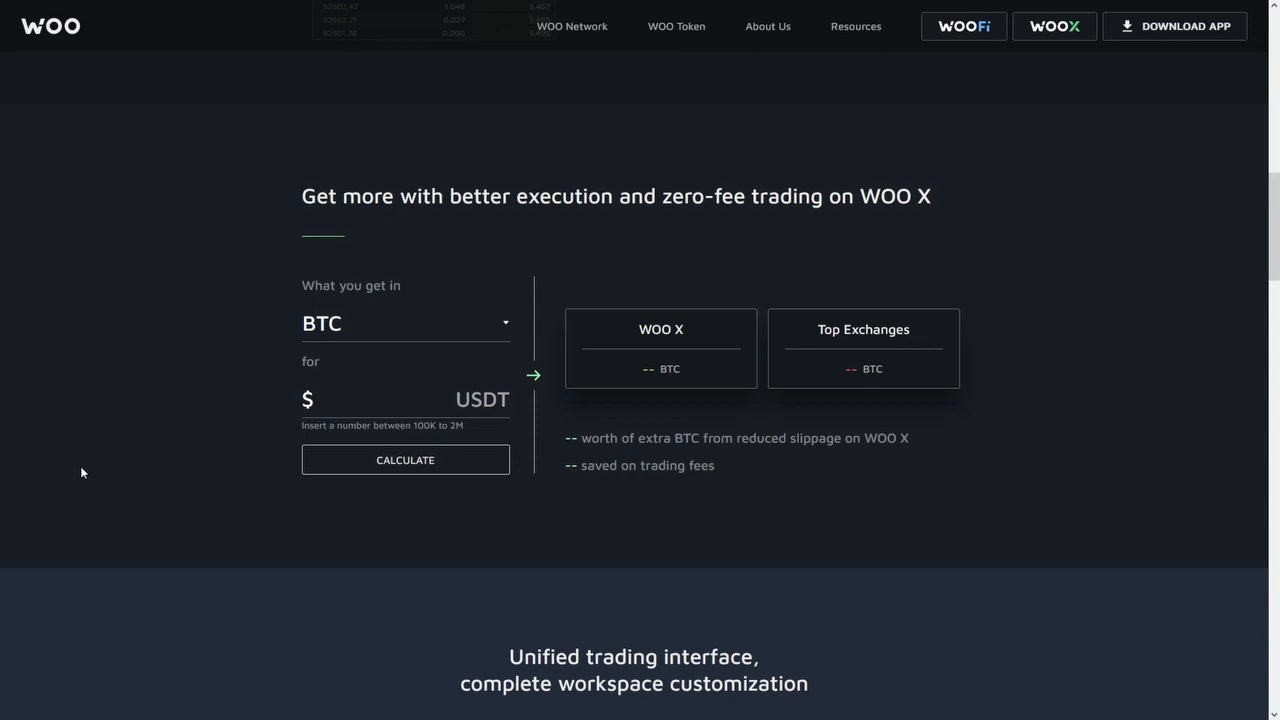 WOO
WOO Network
WOO Token
About Us
Resources
WOOFi
WOOX
DOWNLOAD APP
Get more with better execution and zero-fee trading on WOO X
What you get in
BTC
for
$ USDT
Insert a number between 100K to 2M
CALCULATE
WOO X
-- BTC
Top Exchanges
-- BTC
-- worth of extra BTC from reduced slippage on WOO X
-- saved on trading fees
Unified trading interface,
complete workspace customization